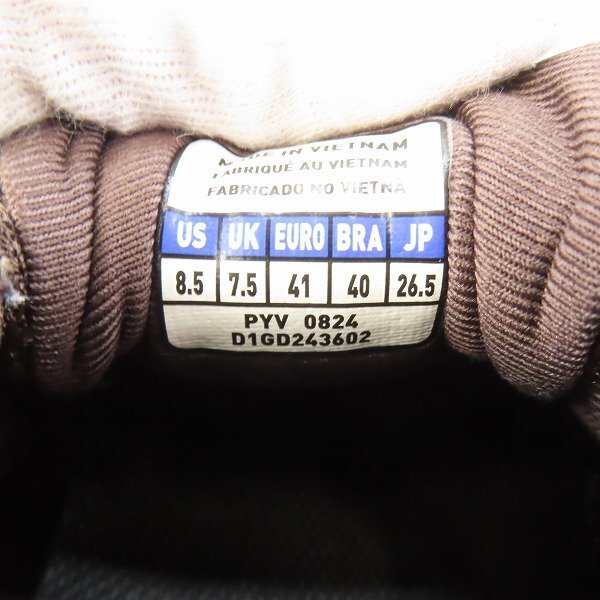 MADE IN VIETNAM
FABRIQUÉ AU VIETNAM
FABRICADO NO VIETNA
US UK EURO BRA JP
8.5 7.5 41 40 26.5
PYV 0824
D1GD243602